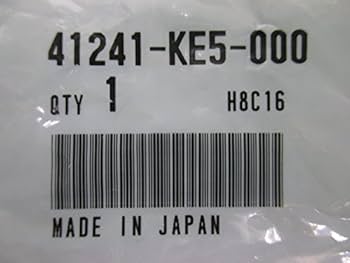 41241-KE5-000
QTY 1 H8C16
MADE IN JAPAN